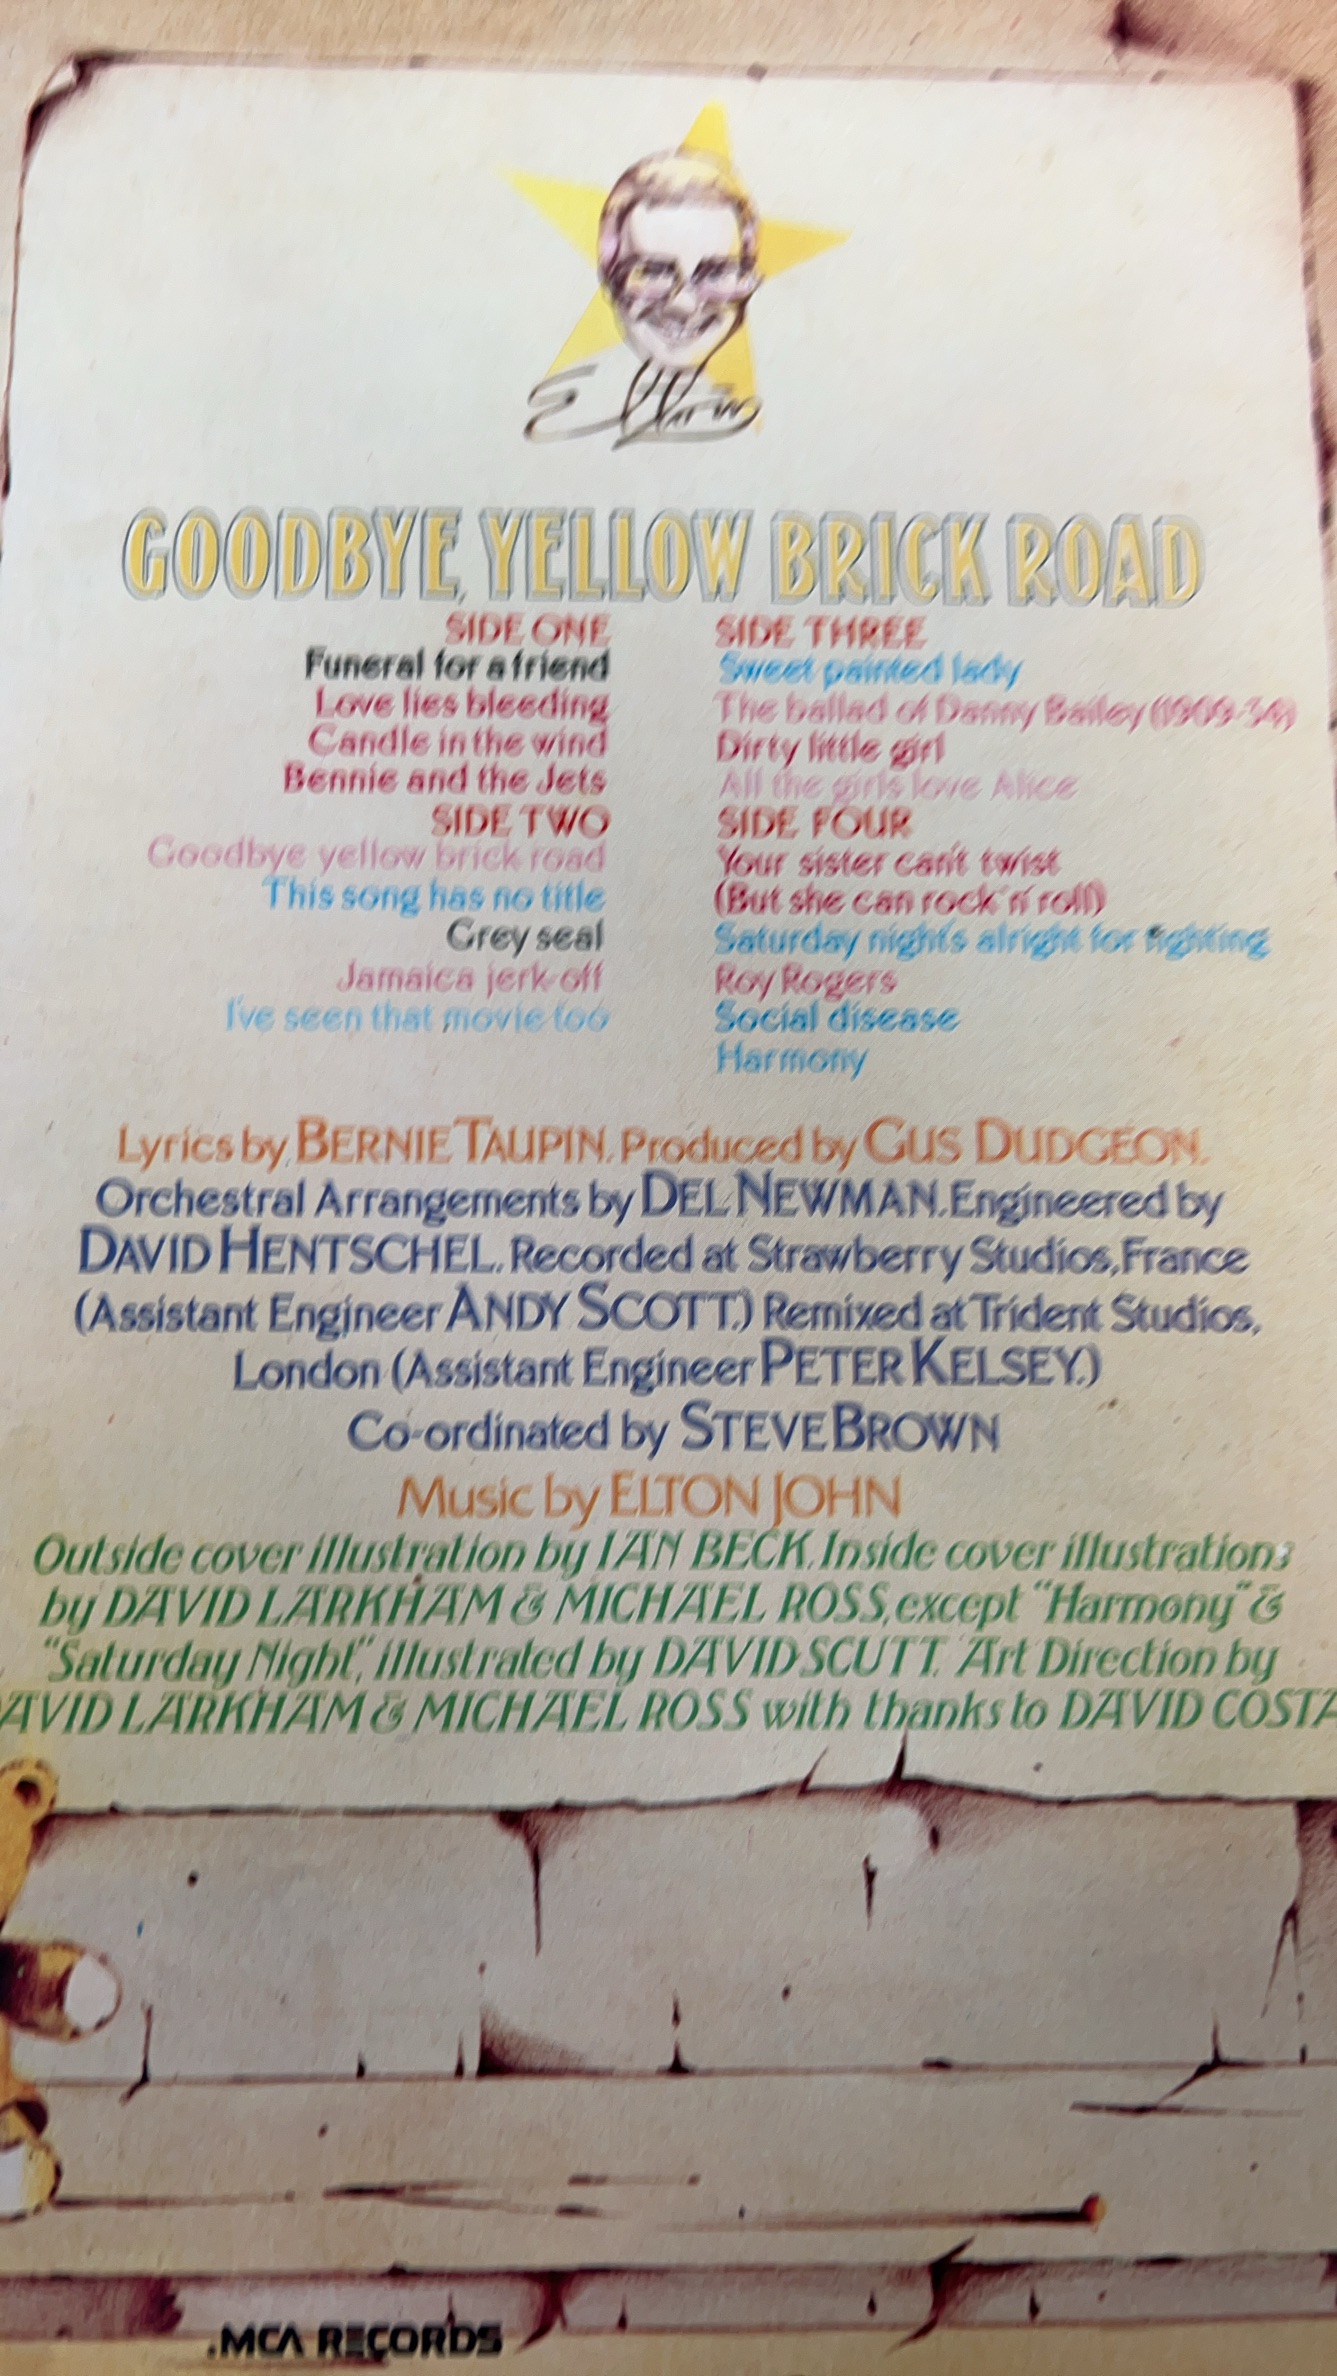 Elton
GOODBYE, YELLOW BRICK ROAD
SIDE ONE
Funeral for a friend
Love lies bleeding
Candle in the wind
Bennie and the Jets
SIDE TWO
Goodbye yellow brick road
This song has no title
Grey seal
Jamaica jerk-off
I've seen that movie too
SIDE THREE
Sweet painted lady
The ballad of Danny Bailey (1909-34)
Dirty little girl
All the girls love Alice
SIDE FOUR
Your sister can't twist
(But she can rock 'n' roll)
Saturday night's alright for fighting
Roy Rogers
Social disease
Harmony
Lyrics by BERNIE TAUPIN. Produced by GUS DUDGEON.
Orchestral Arrangements by DEL NEWMAN. Engineered by
DAVID HENTSCHEL. Recorded at Strawberry Studios, France
(Assistant Engineer ANDY SCOTT.) Remixed at Trident Studios,
London (Assistant Engineer PETER KELSEY.)
Co-ordinated by STEVE BROWN
Music by ELTON JOHN
Outside cover illustration by IAN BECK. Inside cover illustrations
by DAVID LARKHAM & MICHAEL ROSS, except "Harmony" &
"Saturday Night", illustrated by DAVID SCUTT. Art Direction by
AVID LARKHAM & MICHAEL ROSS with thanks to DAVID COSTA
.MCA RECORDS